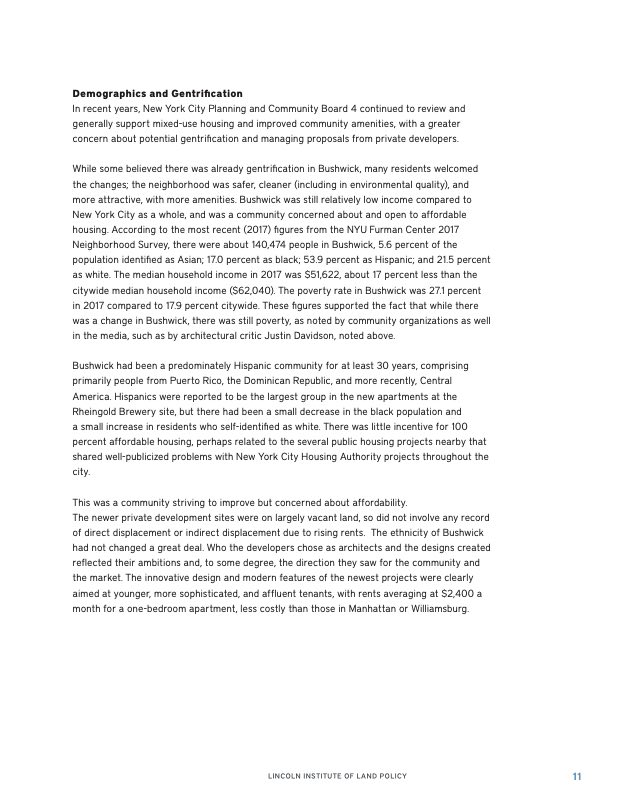 Demographics and Gentrification
In recent years, New York City Planning and Community Board 4 continued to review and
generally support mixed-use housing and improved community amenities, with a greater
concern about potential gentrification and managing proposals from private developers.
While some believed there was already gentrification in Bushwick, many residents welcomed
the changes; the neighborhood was safer, cleaner (including in environmental quality), and
more attractive, with more amenities. Bushwick was still relatively low income compared to
New York City as a whole, and was a community concerned about and open to affordable
housing. According to the most recent (2017) figures from the NYU Furman Center 2017
Neighborhood Survey, there were about 140,474 people in Bushwick, 5.6 percent of the
population identified as Asian; 17.0 percent as black; 53.9 percent as Hispanic; and 21.5 percent
as white. The median household income in 2017 was $51,622, about 17 percent less than the
citywide median household income ($62,040). The poverty rate in Bushwick was 27.1 percent
in 2017 compared to 17.9 percent citywide. These figures supported the fact that while there
was a change in Bushwick, there was still poverty, as noted by community organizations as well
in the media, such as by architectural critic Justin Davidson, noted above.
Bushwick had been a predominately Hispanic community for at least 30 years, comprising
primarily people from Puerto Rico, the Dominican Republic, and more recently, Central
America. Hispanics were reported to be the largest group in the new apartments at the
Rheingold Brewery site, but there had been a small decrease in the black population and
a small increase in residents who self-identified as white. There was little incentive for 100
percent affordable housing, perhaps related to the several public housing projects nearby that
shared well-publicized problems with New York City Housing Authority projects throughout the
city.
This was a community striving to improve but concerned about affordability.
The newer private development sites were on largely vacant land, so did not involve any record
of direct displacement or indirect displacement due to rising rents.  The ethnicity of Bushwick
had not changed a great deal. Who the developers chose as architects and the designs created
reflected their ambitions and, to some degree, the direction they saw for the community and
the market. The innovative design and modern features of the newest projects were clearly
aimed at younger, more sophisticated, and affluent tenants, with rents averaging at $2,400 a
month for a one-bedroom apartment, less costly than those in Manhattan or Williamsburg.
LINCOLN INSTITUTE OF LAND POLICY 11